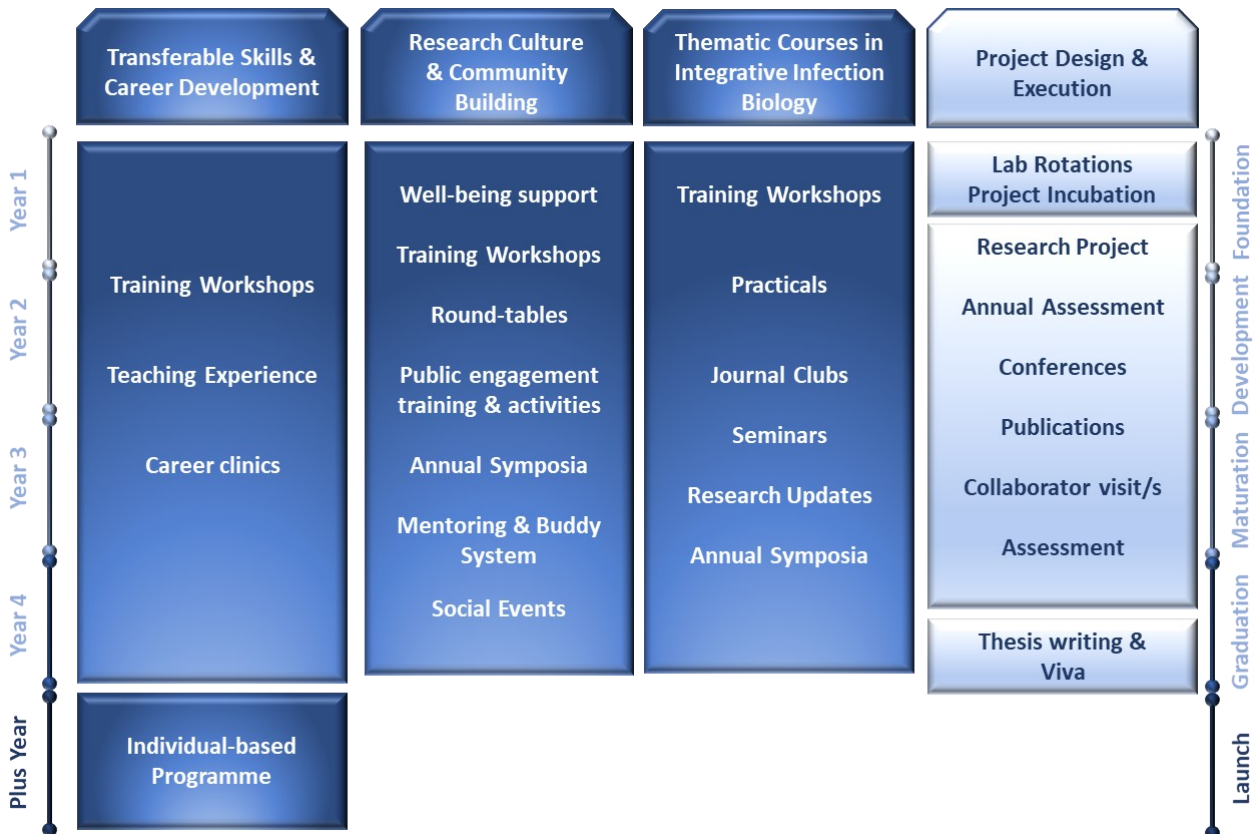 Transferable Skills &
Career Development
Research Culture
& Community
Building
Thematic Courses in
Integrative Infection
Biology
Project Design &
Execution
Year 1
Year 2
Year 3
Year 4
Plus Year
Training Workshops
Teaching Experience
Career clinics
Individual-based
Programme
Well-being support
Training Workshops
Round-tables
Public engagement
training & activities
Annual Symposia
Mentoring & Buddy
System
Social Events
Training Workshops
Practicals
Journal Clubs
Seminars
Research Updates
Annual Symposia
Lab Rotations
Project Incubation
Research Project
Annual Assessment
Conferences
Publications
Collaborator visit/s
Assessment
Thesis writing &
Viva
Foundation
Development
Maturation
Graduation
Launch